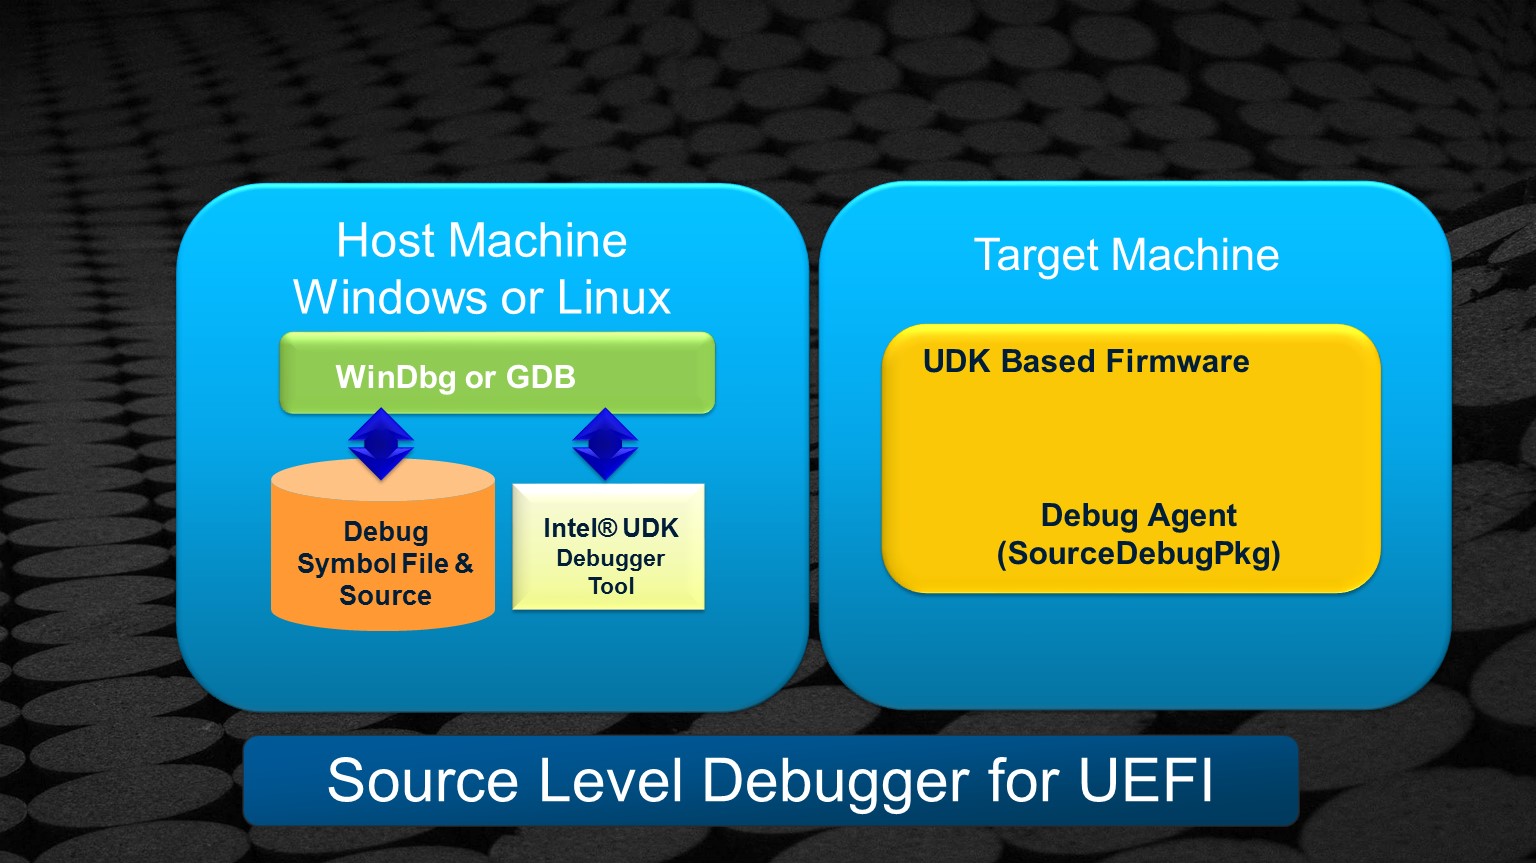 Host Machine
Windows or Linux
WinDbg or GDB
Debug
Symbol File &
Source
Intel® UDK
Debugger
Tool
Target Machine
UDK Based Firmware
Debug Agent
(SourceDebugPkg)
Source Level Debugger for UEFI